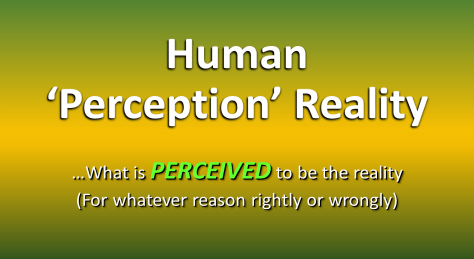 Human
‘Perception’ Reality
...What is PERCEIVED to be the reality
(For whatever reason rightly or wrongly)